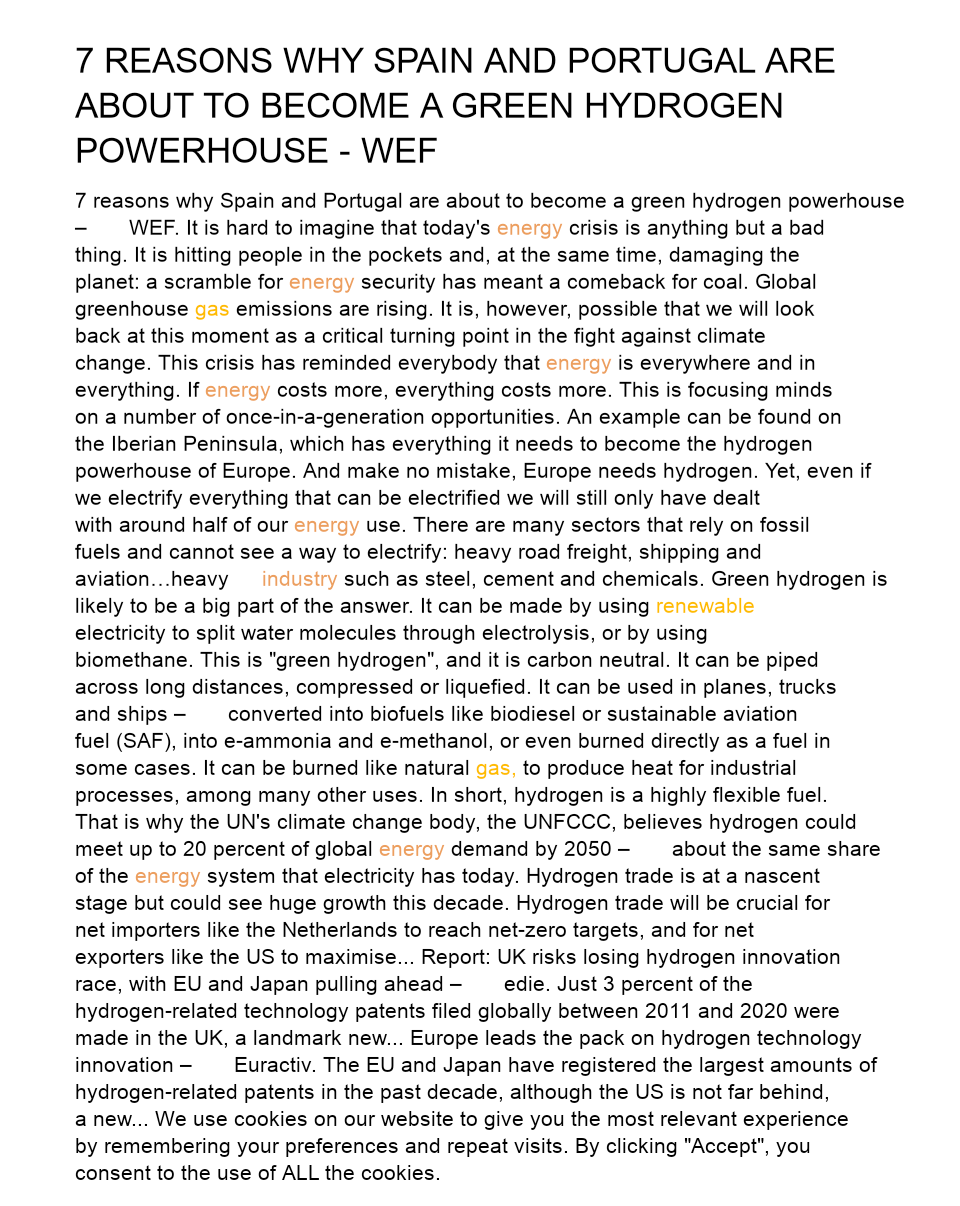 7 REASONS WHY SPAIN AND PORTUGAL ARE
ABOUT TO BECOME A GREEN HYDROGEN
POWERHOUSE - WEF
7 reasons why Spain and Portugal are about to become a green hydrogen powerhouse
– WEF. It is hard to imagine that today's energy crisis is anything but a bad
thing. It is hitting people in the pockets and, at the same time, damaging the
planet: a scramble for energy security has meant a comeback for coal. Global
greenhouse gas emissions are rising. It is, however, possible that we will look
back at this moment as a critical turning point in the fight against climate
change. This crisis has reminded everybody that energy is everywhere and in
everything. If energy costs more, everything costs more. This is focusing minds
on a number of once-in-a-generation opportunities. An example can be found on
the Iberian Peninsula, which has everything it needs to become the hydrogen
powerhouse of Europe. And make no mistake, Europe needs hydrogen. Yet, even if
we electrify everything that can be electrified we will still only have dealt
with around half of our energy use. There are many sectors that rely on fossil
fuels and cannot see a way to electrify: heavy road freight, shipping and
aviation…heavy industry such as steel, cement and chemicals. Green hydrogen is
likely to be a big part of the answer. It can be made by using renewable
electricity to split water molecules through electrolysis, or by using
biomethane. This is "green hydrogen", and it is carbon neutral. It can be piped
across long distances, compressed or liquefied. It can be used in planes, trucks
and ships – converted into biofuels like biodiesel or sustainable aviation
fuel (SAF), into e-ammonia and e-methanol, or even burned directly as a fuel in
some cases. It can be burned like natural gas, to produce heat for industrial
processes, among many other uses. In short, hydrogen is a highly flexible fuel.
That is why the UN's climate change body, the UNFCCC, believes hydrogen could
meet up to 20 percent of global energy demand by 2050 – about the same share
of the energy system that electricity has today. Hydrogen trade is at a nascent
stage but could see huge growth this decade. Hydrogen trade will be crucial for
net importers like the Netherlands to reach net-zero targets, and for net
exporters like the US to maximise... Report: UK risks losing hydrogen innovation
race, with EU and Japan pulling ahead – edie. Just 3 percent of the
hydrogen-related technology patents filed globally between 2011 and 2020 were
made in the UK, a landmark new... Europe leads the pack on hydrogen technology
innovation – Euractiv. The EU and Japan have registered the largest amounts of
hydrogen-related patents in the past decade, although the US is not far behind,
a new... We use cookies on our website to give you the most relevant experience
by remembering your preferences and repeat visits. By clicking "Accept", you
consent to the use of ALL the cookies.